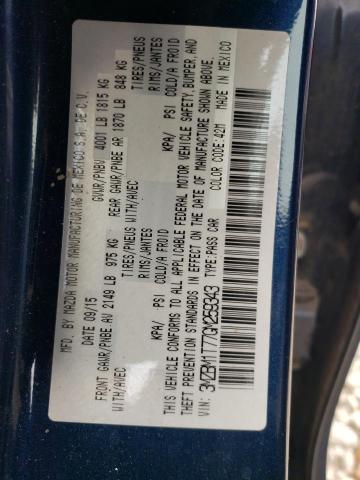 MFD. BY MAZDA MOTOR MANUFACTURING DE MEXICO S.A. DE C.V.
DATE 09/15 GVWR/PNBV 4001 LB 1815 KG
FRONT GAWR/PNBE AV 2149 LB 975 KG REAR GAWR/PNBE AR 1870 LB 848 KG
WITH/AVEC TIRES/PNEUS WITH/AVEC TIRES/PNEUS
RIMS/JANTES RIMS/JANTES
KPA/ PSI COLD/A FROID KPA/ PSI COLD/A FROID
THIS VEHICLE CONFORMS TO ALL APPLICABLE FEDERAL MOTOR VEHICLE SAFETY, BUMPER, AND
THEFT PREVENTION STANDARDS IN EFFECT ON THE DATE OF MANUFACTURE SHOWN ABOVE.
VIN: 3MZBM1T77GM259343 TYPE: PASS CAR COLOR CODE: 42M MADE IN MEXICO